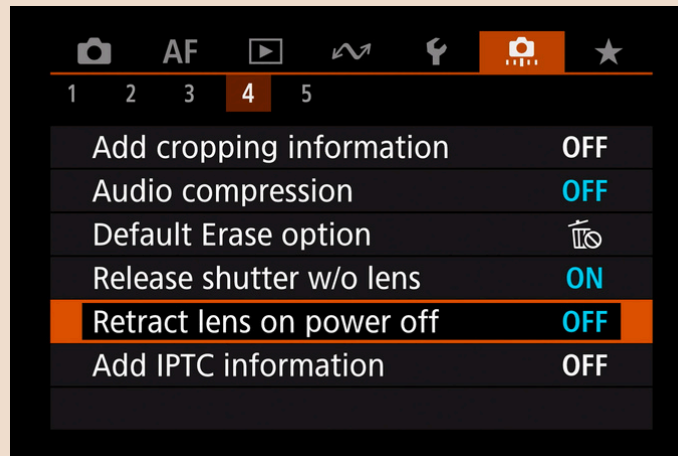 AF
1 2 3 4 5
Add cropping information OFF
Audio compression OFF
Default Erase option
Release shutter w/o lens ON
Retract lens on power off OFF
Add IPTC information OFF